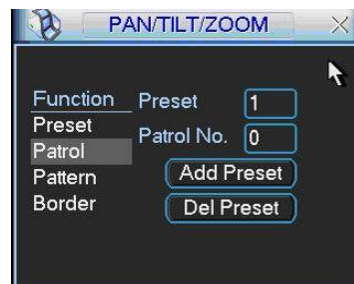 PAN/TILT/ZOOM
Function
Preset
Patrol
Pattern
Border
Preset 1
Patrol No. 0
Add Preset
Del Preset